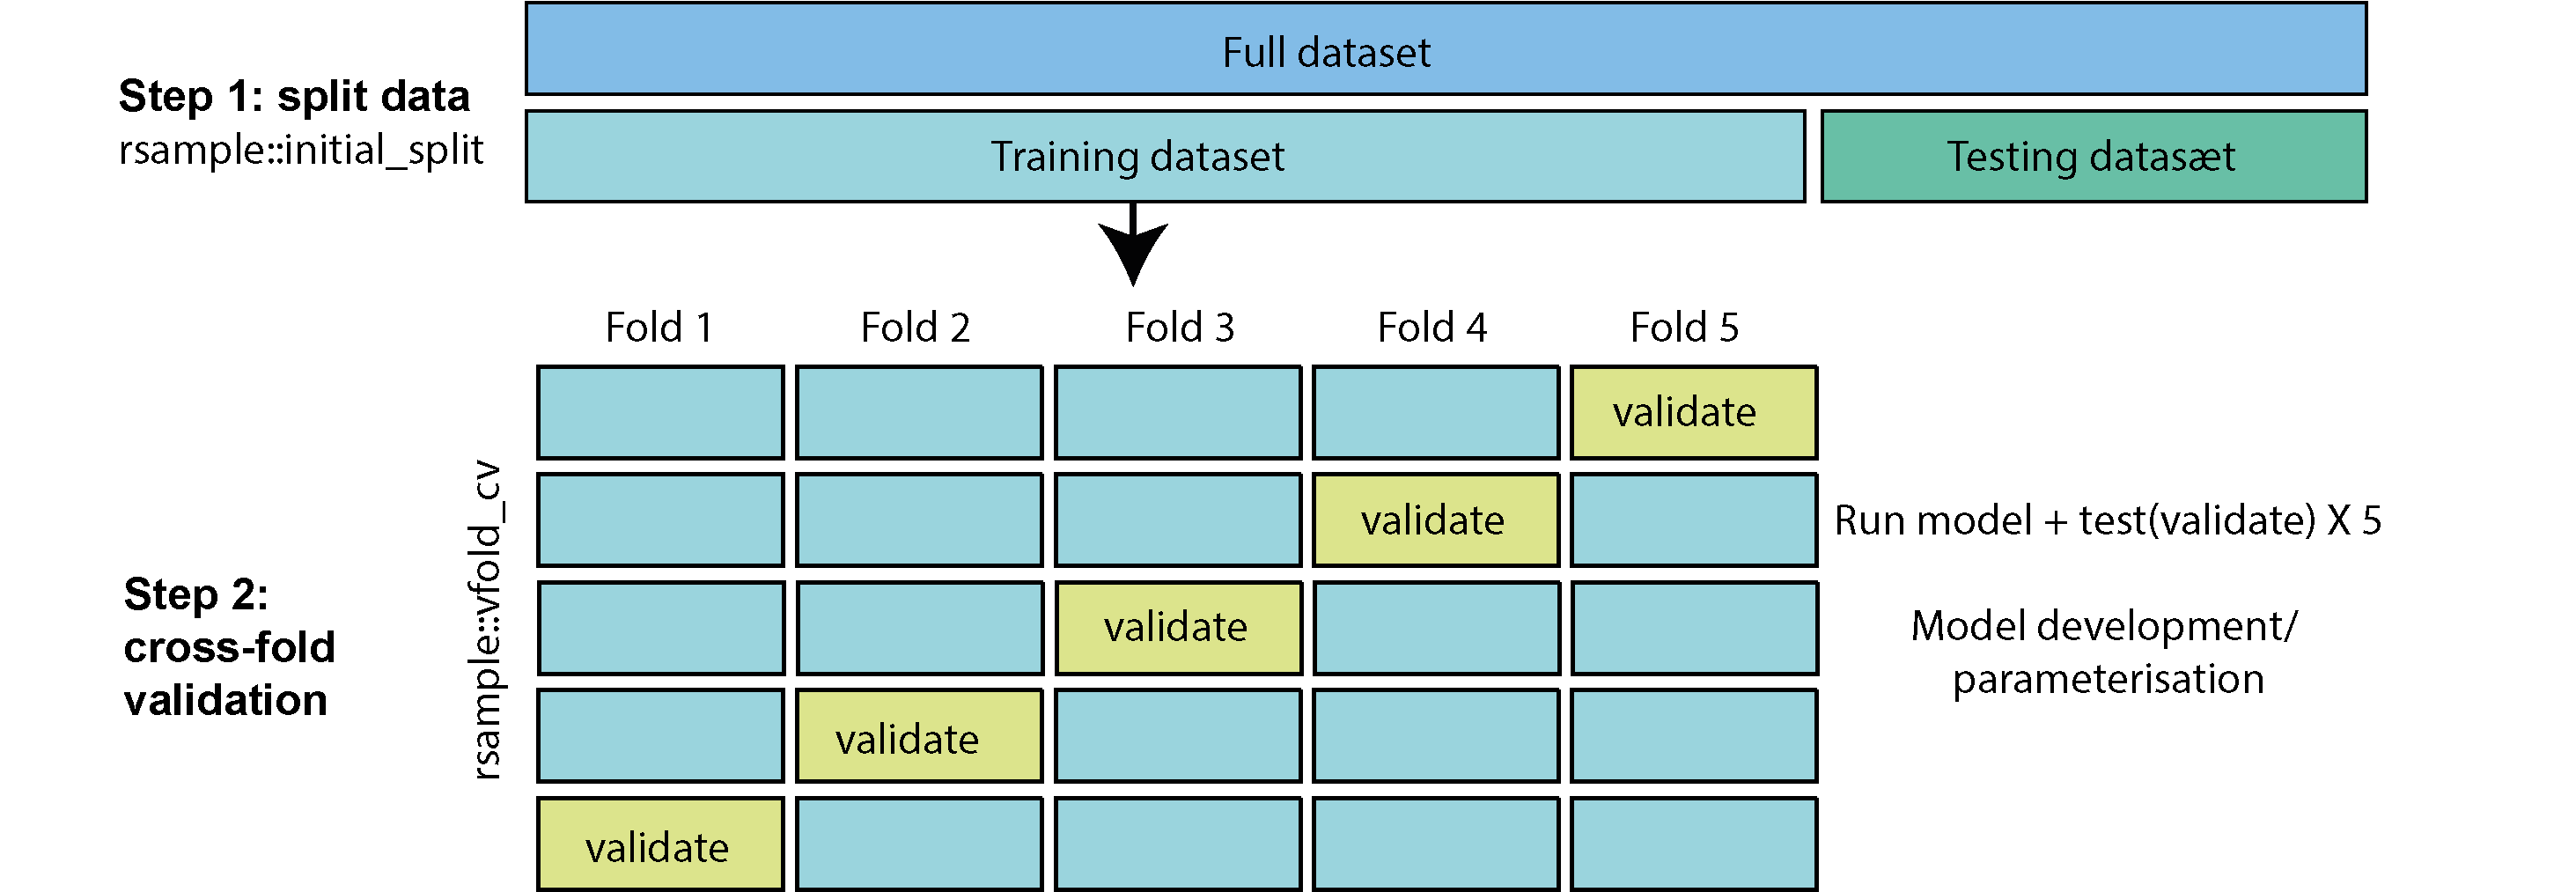 Full dataset
Step 1: split data
rsample::initial_split
Training dataset
Testing datasæt
Fold 1
Fold 2
Fold 3
Fold 4
Fold 5
Step 2:
cross-fold
validation
rsample::vfold_cv
validate
validate
validate
validate
validate
Run model + test(validate) X 5
Model development/
parameterisation